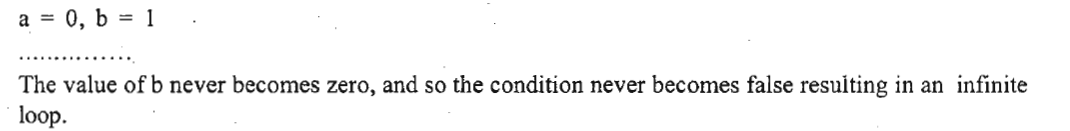 a = 0, b = 1
..............
The value of b never becomes zero, and so the condition never becomes false resulting in an infinite
loop.